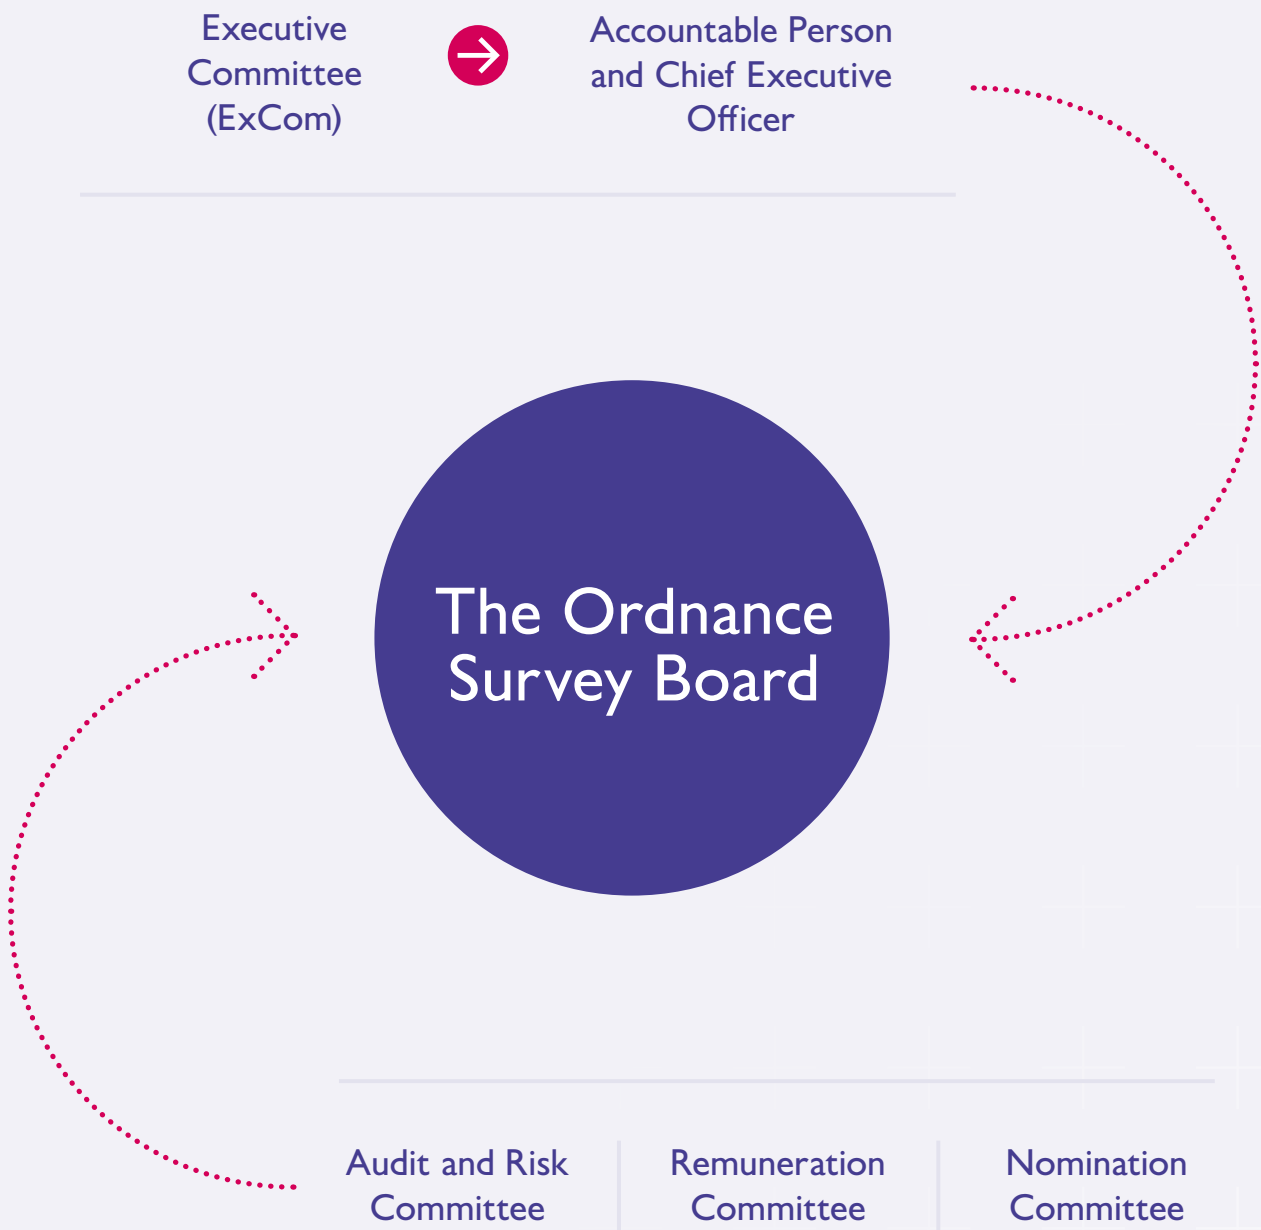 Executive
Committee
(ExCom)
Accountable Person
and Chief Executive
Officer
The Ordnance
Survey Board
Audit and Risk
Committee
Remuneration
Committee
Nomination
Committee